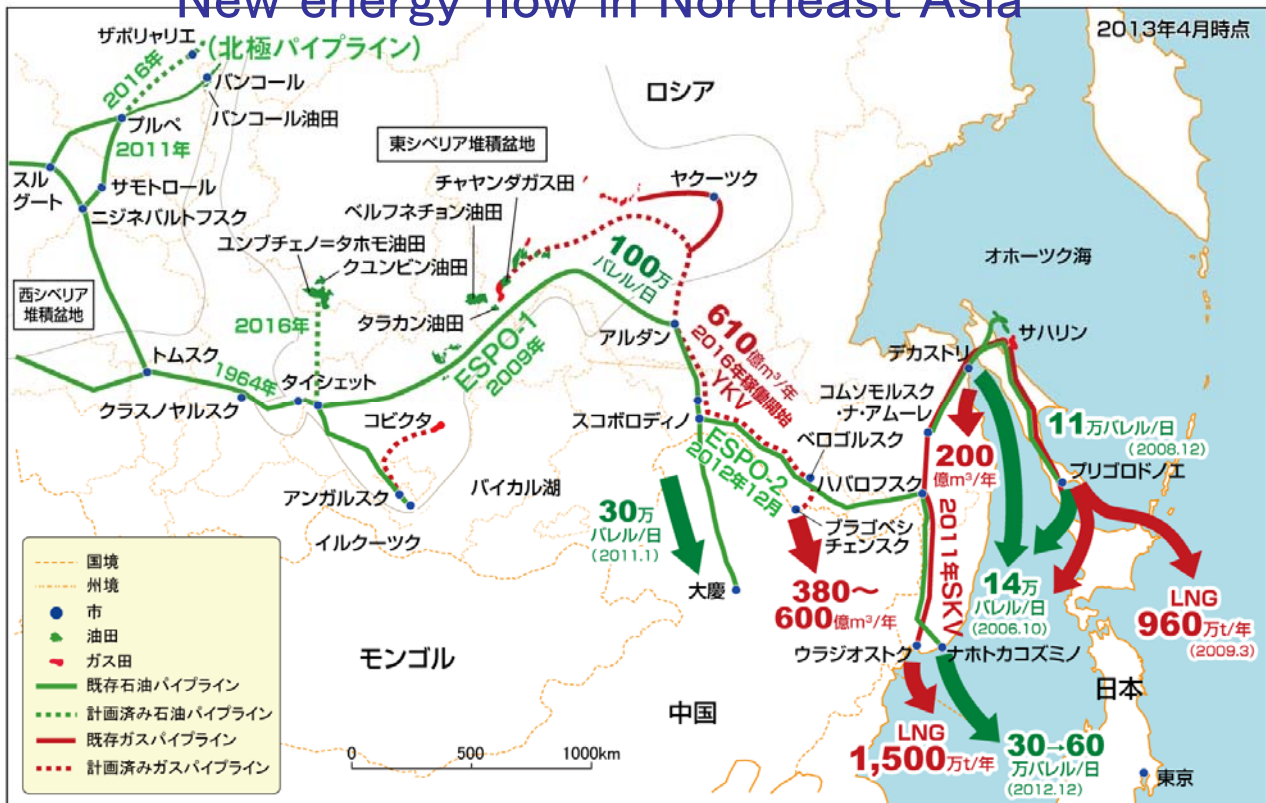 New energy flow in Northeast Asia
2013年4月時点
ザポリャリエ
(北極パイプライン)
2016年
バンコール
バンコール油田
プルペ
2011年
ロシア
東シベリア堆積盆地
スル
グート
サモトロール
ニジネバルトフスク
チャヤンダガス田
ヤクーツク
ベルフネチョン油田
ユンブチェノ=タホモ油田
クユンビン油田
オホーツク海
西シベリア
堆積盆地
2016年
タラカン油田
100万
バレル/日
アルダン
ESPO-1
2009年
610億m³/年
2016年稼働開始
YKV
サハリン
デカストリ
トムスク
1964年
タイシェット
クラスノヤルスク
コビクタ
スコボロディノ
コムソモルスク
・ナ・アムーレ
ベロゴルスク
ESPO-2
2012年12月
200
億m³/年
11万バレル/日
(2008.12)
プリゴロドノエ
アンガルスク
バイカル湖
ハバロフスク
イルクーツク
30万
バレル/日
(2011.1)
ブラゴベシ
チェンスク
2011年SKV
大慶
380～
600億m³/年
14万
バレル/日
(2006.10)
LNG
960万t/年
(2009.3)
国境
州境
市
油田
ガス田
既存石油パイプライン
計画済み石油パイプライン
既存ガスパイプライン
計画済みガスパイプライン
モンゴル
ウラジオストク
ナホトカコズミノ
中国
日本
0
500
1000km
LNG
1,500万t/年
30→60
万バレル/日
(2012.12)
東京